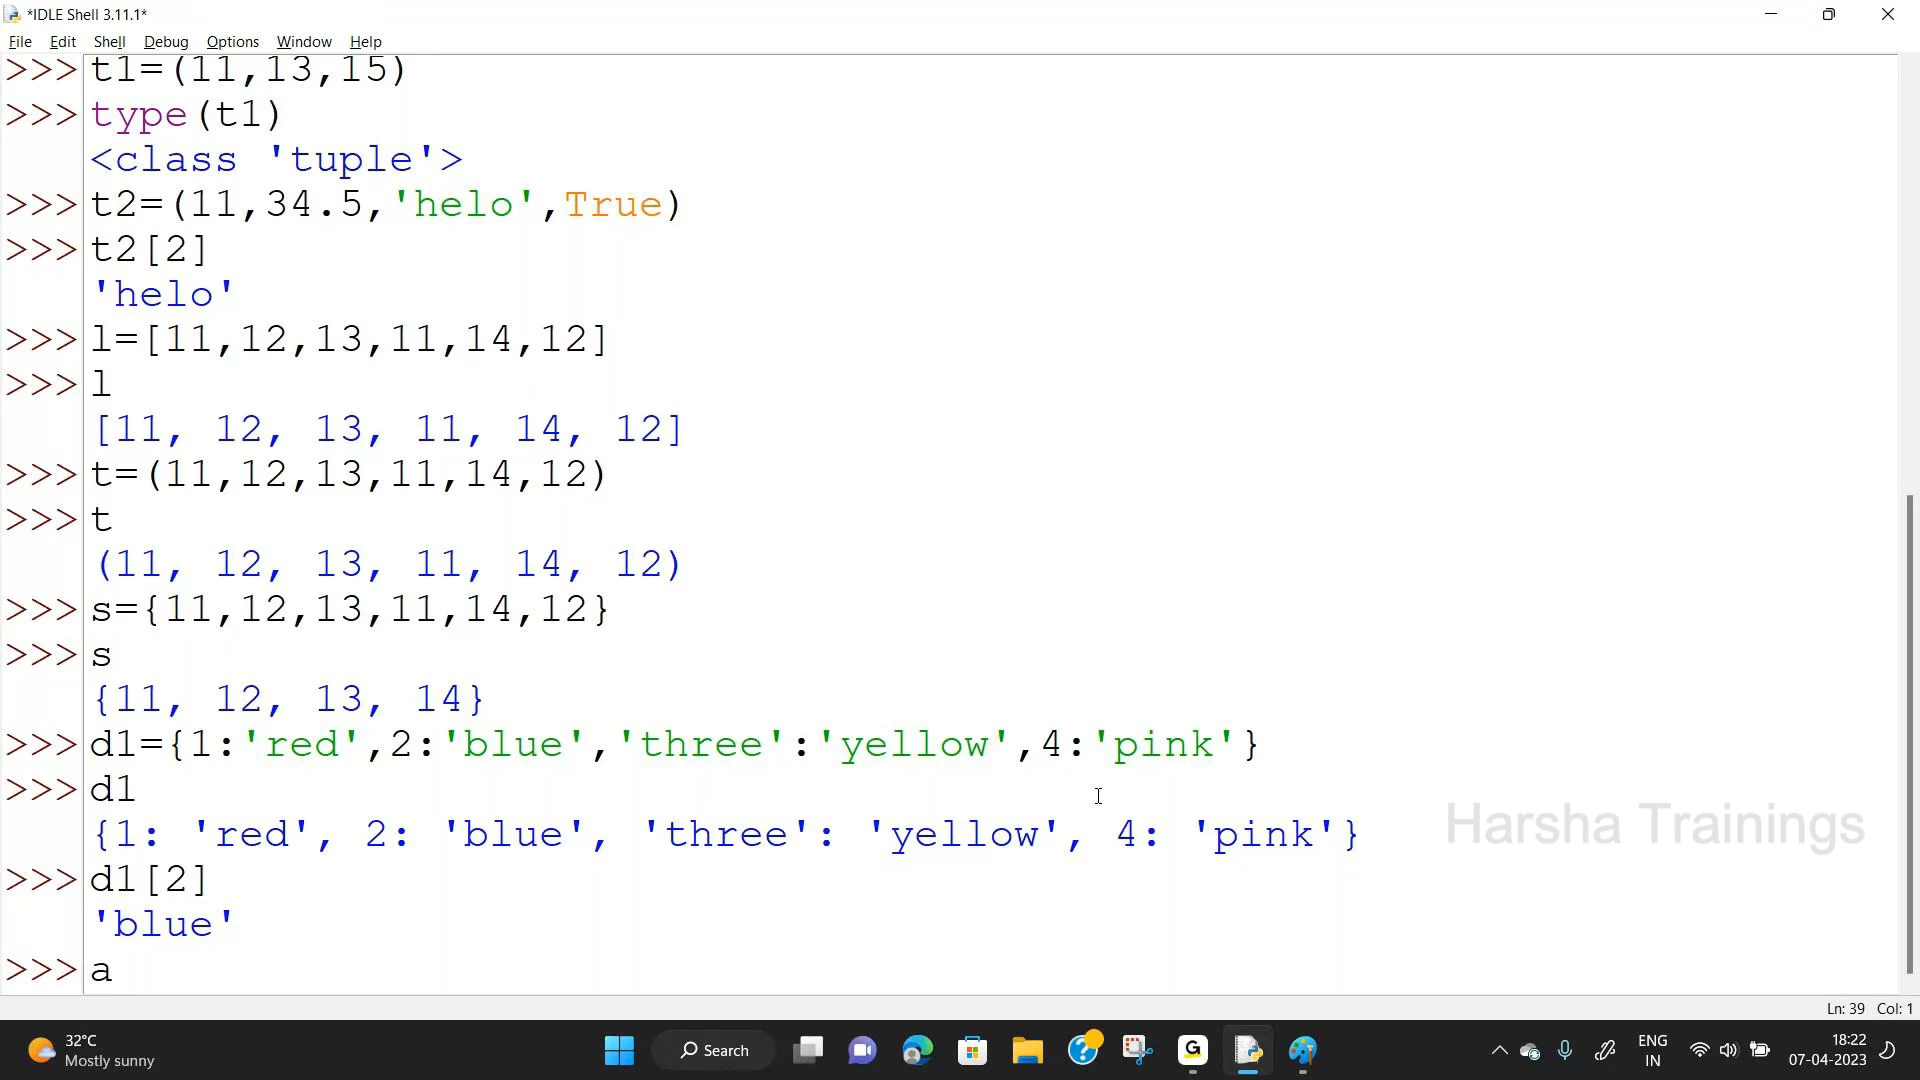 *IDLE Shell 3.11.1*
File Edit Shell Debug Options Window Help
>>> t1=(11,13,15)
>>> type(t1)
<class 'tuple'>
>>> t2=(11,34.5,'helo',True)
>>> t2[2]
'helo'
>>> l=[11,12,13,11,14,12]
>>> l
[11, 12, 13, 11, 14, 12]
>>> t=(11,12,13,11,14,12)
>>> t
(11, 12, 13, 11, 14, 12)
>>> s={11,12,13,11,14,12}
>>> s
{11, 12, 13, 14}
>>> d1={1:'red',2:'blue','three':'yellow',4:'pink'}
>>> d1
{1: 'red', 2: 'blue', 'three': 'yellow', 4: 'pink'}
Harsha Trainings
>>> d1[2]
'blue'
>>> a
Ln: 39 Col: 1
32°C
Mostly sunny
Search
ENG
IN
18:22
07-04-2023